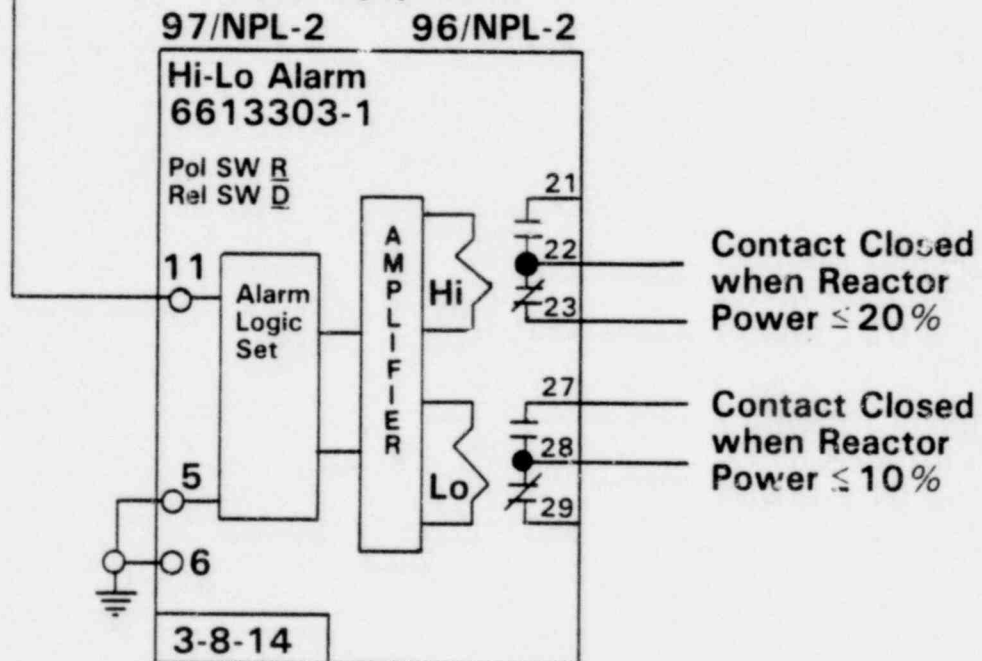 97/NPL-2 96/NPL-2
Hi-Lo Alarm
6613303-1
Pol SW R
Rel SW D
11
Alarm
Logic
Set
5
6
AMPLIFIER
Hi
Lo
21
22
23
27
28
29
Contact Closed
when Reactor
Power ≤ 20%
Contact Closed
when Reactor
Power ≤ 10%
3-8-14